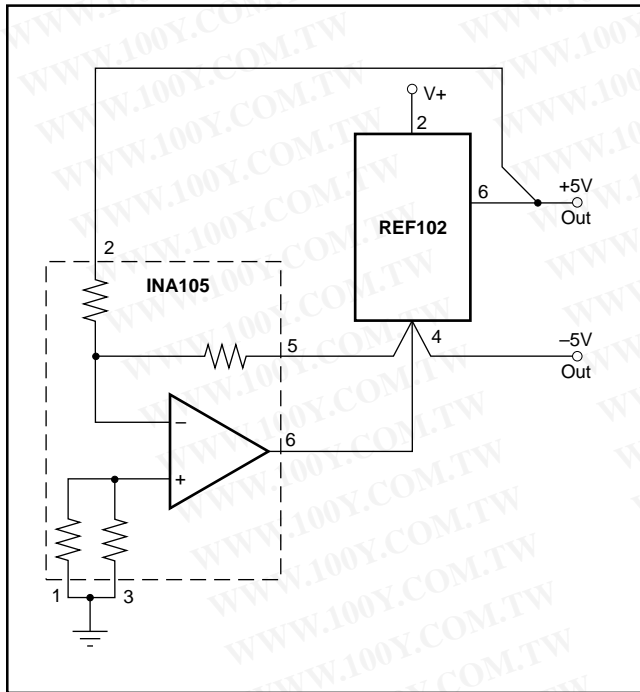 V+
2
6
+5V
Out
REF102
2
INA105
5
4
–5V
Out
–
6
+
1
3
WWW.100Y.COM.TW